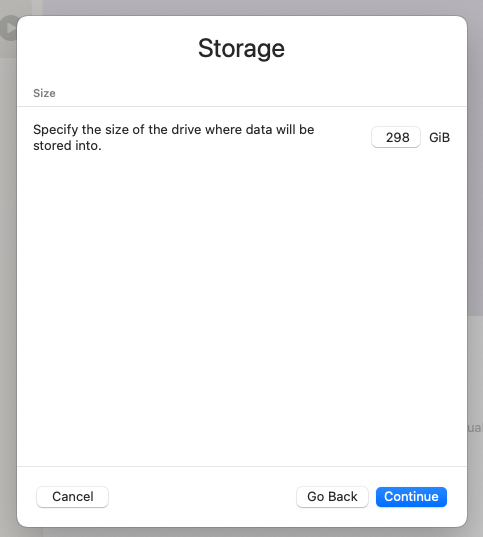 Storage
Size
Specify the size of the drive where data will be
stored into.
298 GiB
Cancel
Go Back
Continue